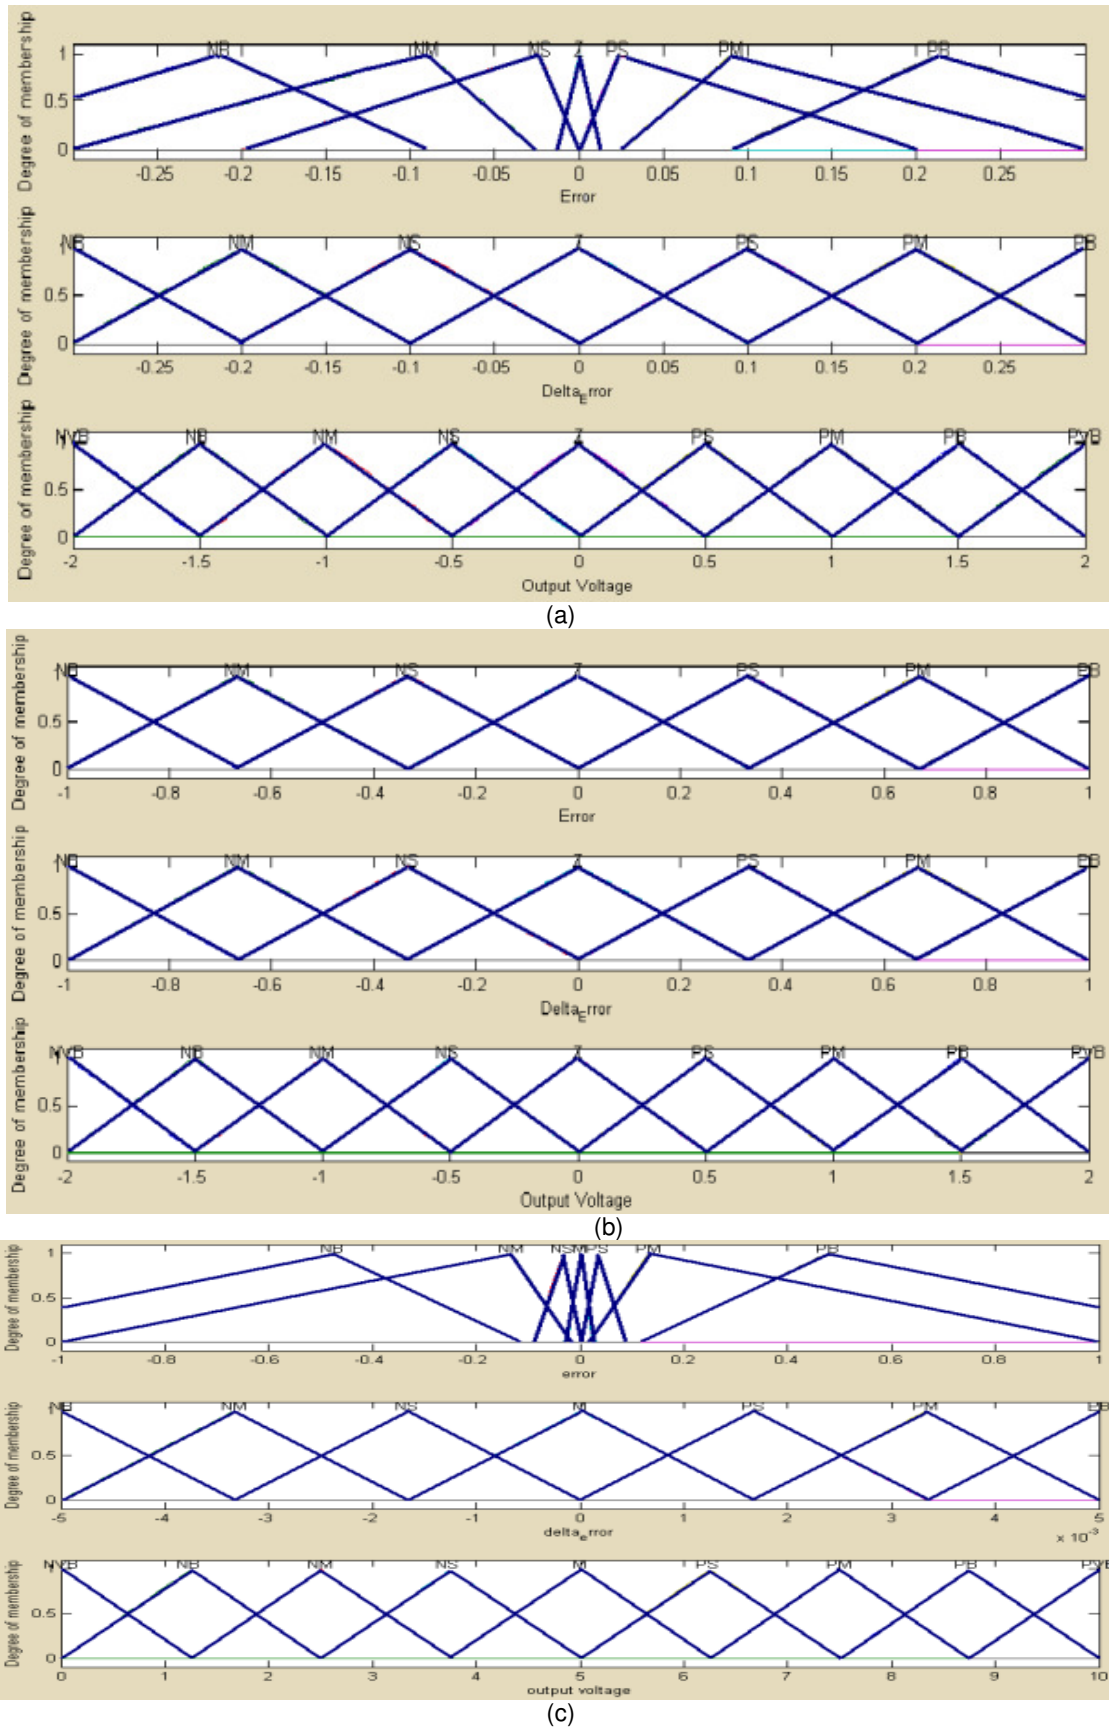 NB NM NS Z PS PM PB
Degree of membership
1
0.5
0
-0.25 -0.2 -0.15 -0.1 -0.05 0 0.05 0.1 0.15 0.2 0.25
Error
NB NM NS Z PS PM PB
Degree of membership
1
0.5
0
-0.25 -0.2 -0.15 -0.1 -0.05 0 0.05 0.1 0.15 0.2 0.25
Delta_Error
NVB NB NM NS Z PS PM PB PVB
Degree of membership
1
0.5
0
-2 -1.5 -1 -0.5 0 0.5 1 1.5 2
Output Voltage
(a)
NB NM NS Z PS PM PB
Degree of membership
1
0.5
0
-1 -0.8 -0.6 -0.4 -0.2 0 0.2 0.4 0.6 0.8 1
Error
NB NM NS Z PS PM PB
Degree of membership
1
0.5
0
-1 -0.8 -0.6 -0.4 -0.2 0 0.2 0.4 0.6 0.8 1
Delta_Error
NVB NB NM NS Z PS PM PB PVB
Degree of membership
1
0.5
0
-2 -1.5 -1 -0.5 0 0.5 1 1.5 2
Output Voltage
(b)
NB NM NS M PS PM PB
Degree of membership
1
0.5
0
-1 -0.8 -0.6 -0.4 -0.2 0 0.2 0.4 0.6 0.8 1
error
NB NM NS M PS PM PB
Degree of membership
1
0.5
0
-5 -4 -3 -2 -1 0 1 2 3 4 5
delta_error
x 10⁻³
NVB NB NM NS M PS PM PB PVB
Degree of membership
1
0.5
0
0 1 2 3 4 5 6 7 8 9 10
output voltage
(c)